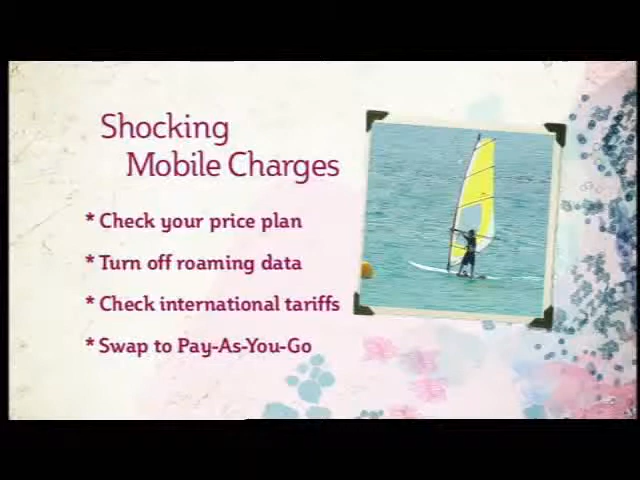 Shocking
Mobile Charges
* Check your price plan
* Turn off roaming data
* Check international tariffs
* Swap to Pay-As-You-Go